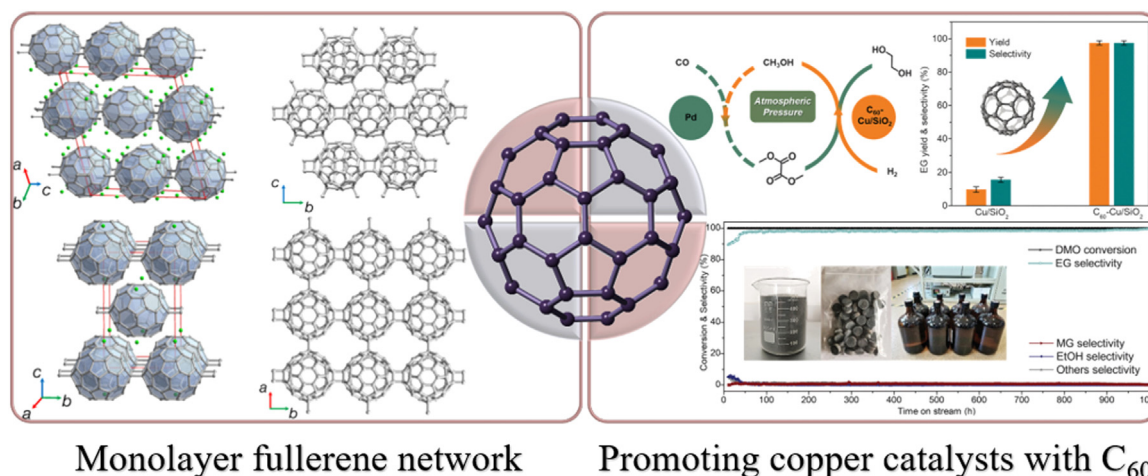 a
b
c
c
b
c
b
a
a
b
CO
CH3OH
HO
OH
Pd
Atmospheric
Pressure
C60-
Cu/SiO2
O
O
O
O
H2
EG yield & selectivity (%)
100
80
60
40
20
0
Yield
Selectivity
Cu/SiO2
C60-Cu/SiO2
Conversion & Selectivity (%)
100
80
60
40
20
0
DMO conversion
EG selectivity
MG selectivity
EtOH selectivity
Others selectivity
0 100 200 300 400 500 600 700 800 900
Time on stream (h)
Monolayer fullerene network
Promoting copper catalysts with C60